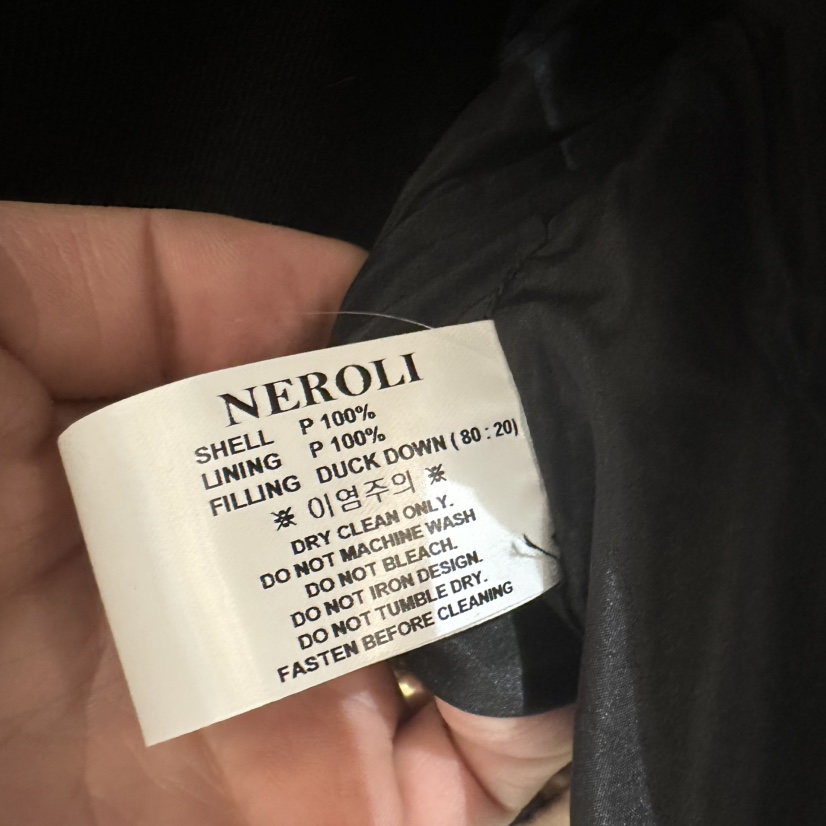 NEROLI
SHELL P 100%
LINING P 100%
FILLING DUCK DOWN ( 80 : 20)
※ 이염주의 ※
DRY CLEAN ONLY.
DO NOT MACHINE WASH
DO NOT BLEACH.
DO NOT IRON DESIGN.
DO NOT TUMBLE DRY.
FASTEN BEFORE CLEANING